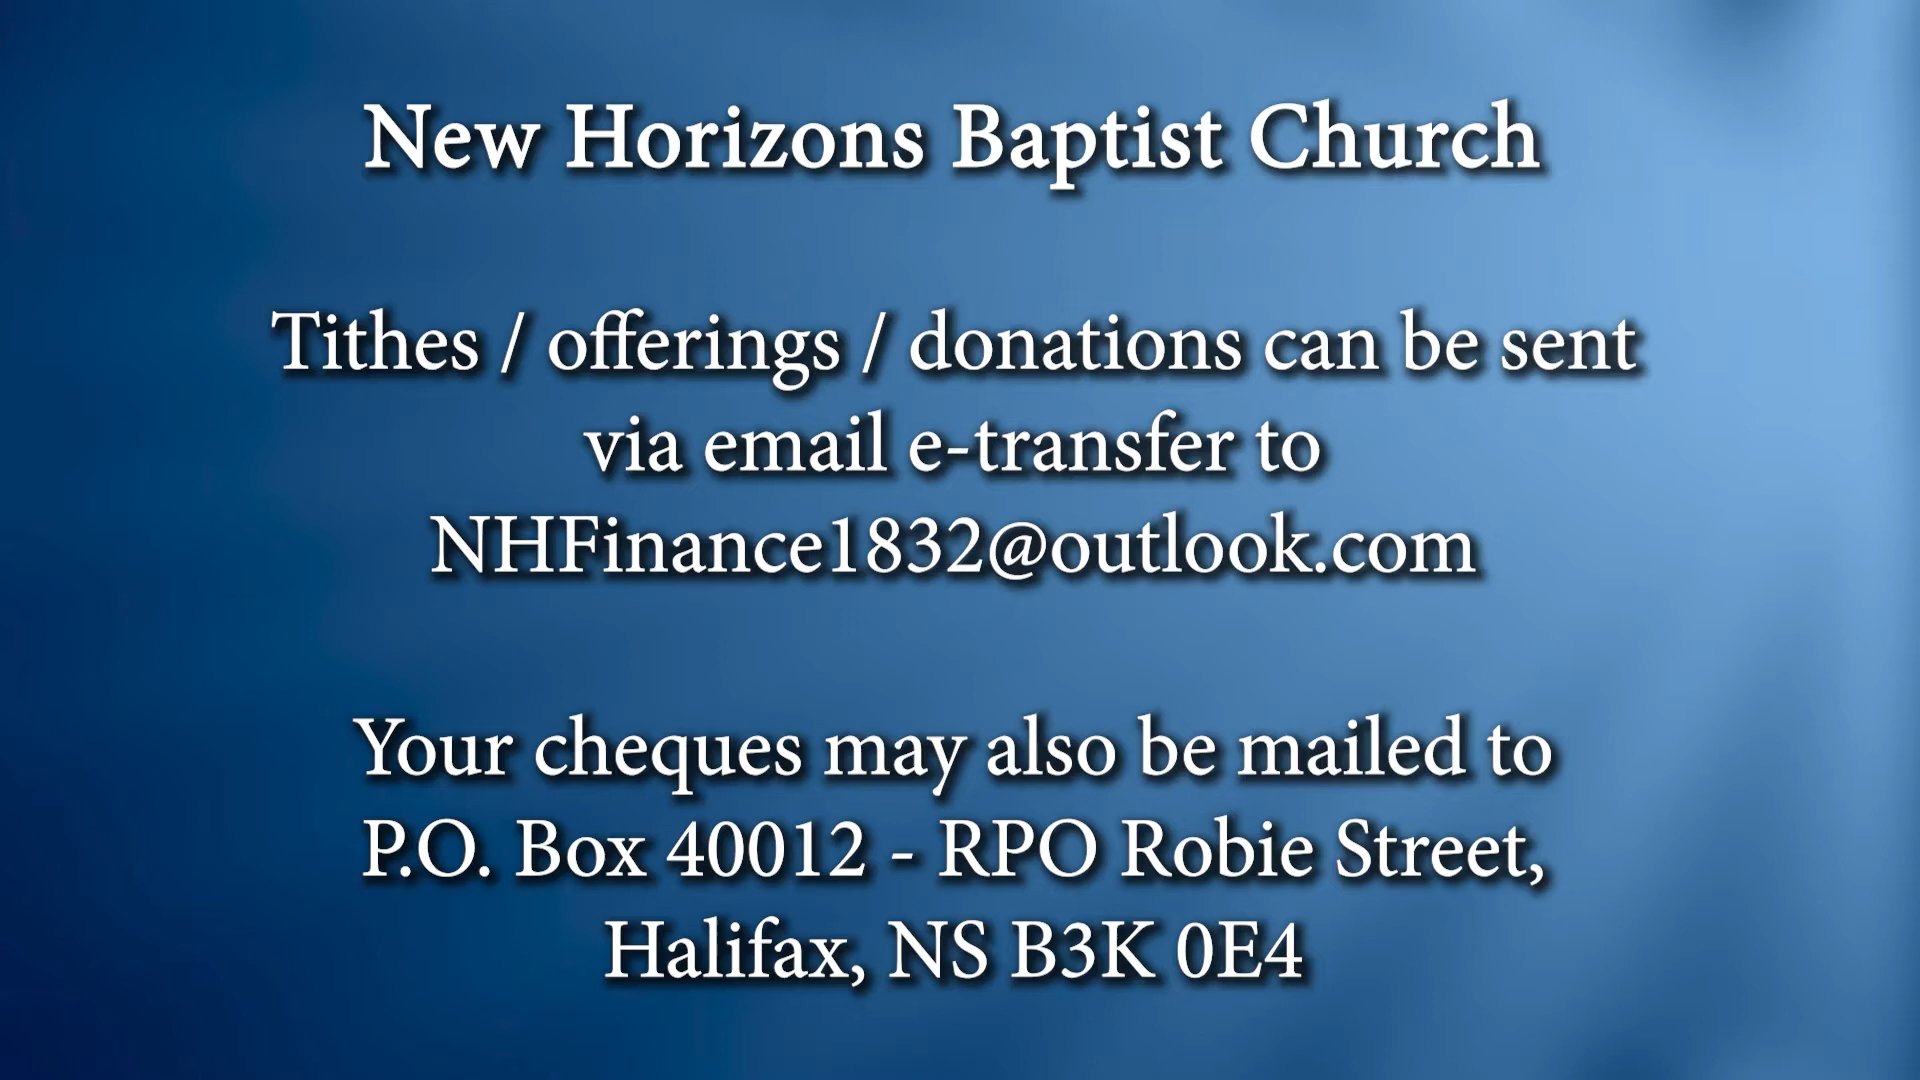 New Horizons Baptist Church
Tithes / offerings / donations can be sent
via email e-transfer to
NHFinance1832@outlook.com
Your cheques may also be mailed to
P.O. Box 40012 - RPO Robie Street,
Halifax, NS B3K 0E4